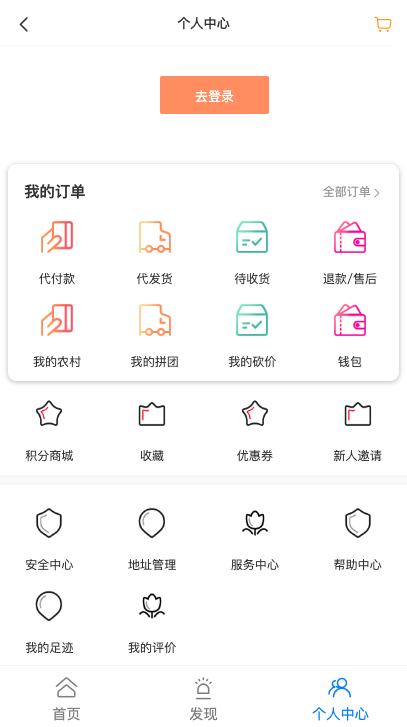 个人中心
去登录
我的订单
全部订单
代付款
代发货
待收货
退款/售后
我的农村
我的拼团
我的砍价
钱包
积分商城
收藏
优惠券
新人邀请
安全中心
地址管理
服务中心
帮助中心
我的足迹
我的评价
首页
发现
个人中心